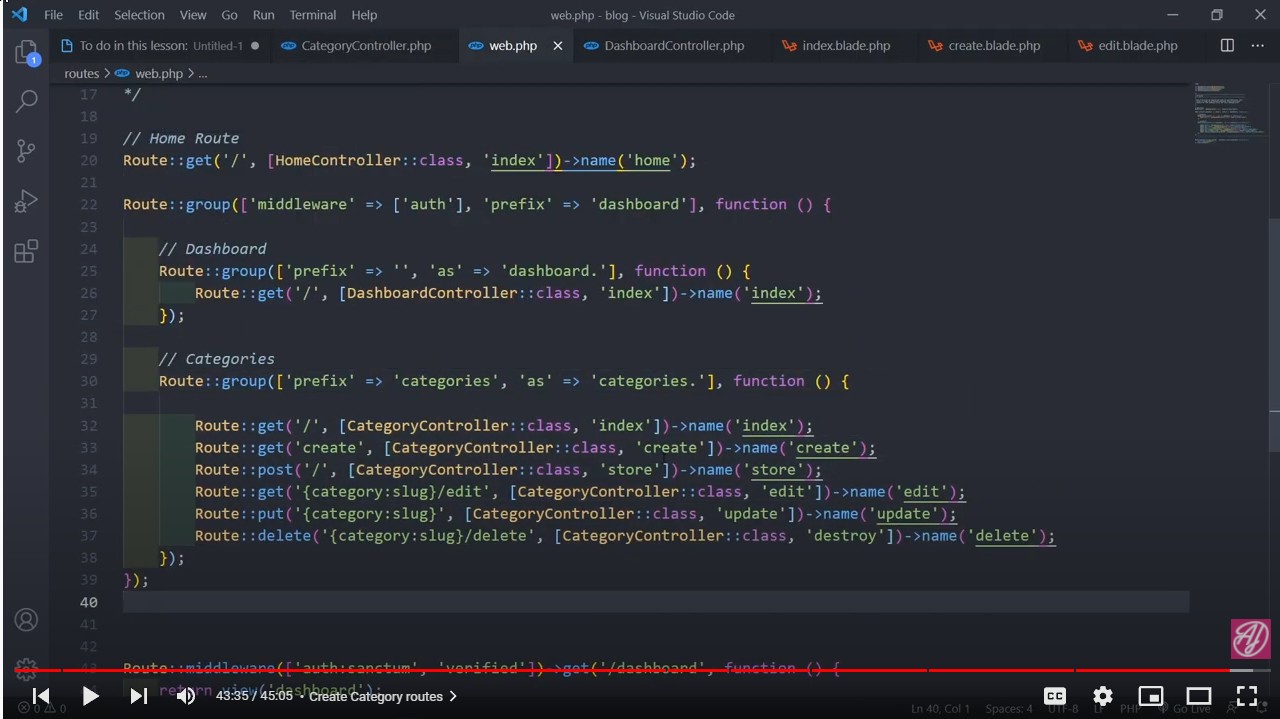 File Edit Selection View Go Run Terminal Help web.php - blog - Visual Studio Code
To do in this lesson: Untitled-1 CategoryController.php web.php DashboardController.php index.blade.php create.blade.php edit.blade.php
routes > web.php > ...
1
17 */
18
19 // Home Route
20 Route::get('/', [HomeController::class, 'index'])->name('home');
21
22 Route::group(['middleware' => ['auth'], 'prefix' => 'dashboard'], function () {
23
24 // Dashboard
25 Route::group(['prefix' => '', 'as' => 'dashboard.'], function () {
26 Route::get('/', [DashboardController::class, 'index'])->name('index');
27 });
28
29 // Categories
30 Route::group(['prefix' => 'categories', 'as' => 'categories.'], function () {
31
32 Route::get('/', [CategoryController::class, 'index'])->name('index');
33 Route::get('create', [CategoryController::class, 'create'])->name('create');
34 Route::post('/', [CategoryController::class, 'store'])->name('store');
35 Route::get('{category:slug}/edit', [CategoryController::class, 'edit'])->name('edit');
36 Route::put('{category:slug}', [CategoryController::class, 'update'])->name('update');
37 Route::delete('{category:slug}/delete', [CategoryController::class, 'destroy'])->name('delete');
38 });
39 });
40
41
42
43 Route::middleware(['auth:sanctum', 'verified'])->get('/dashboard', function () {
return view('dashboard');
43:35 / 45:05 • Create Category routes >
CC
0 0 Ln 40, Col 1 Spaces: 4 UTF-8 LF PHP Go Live